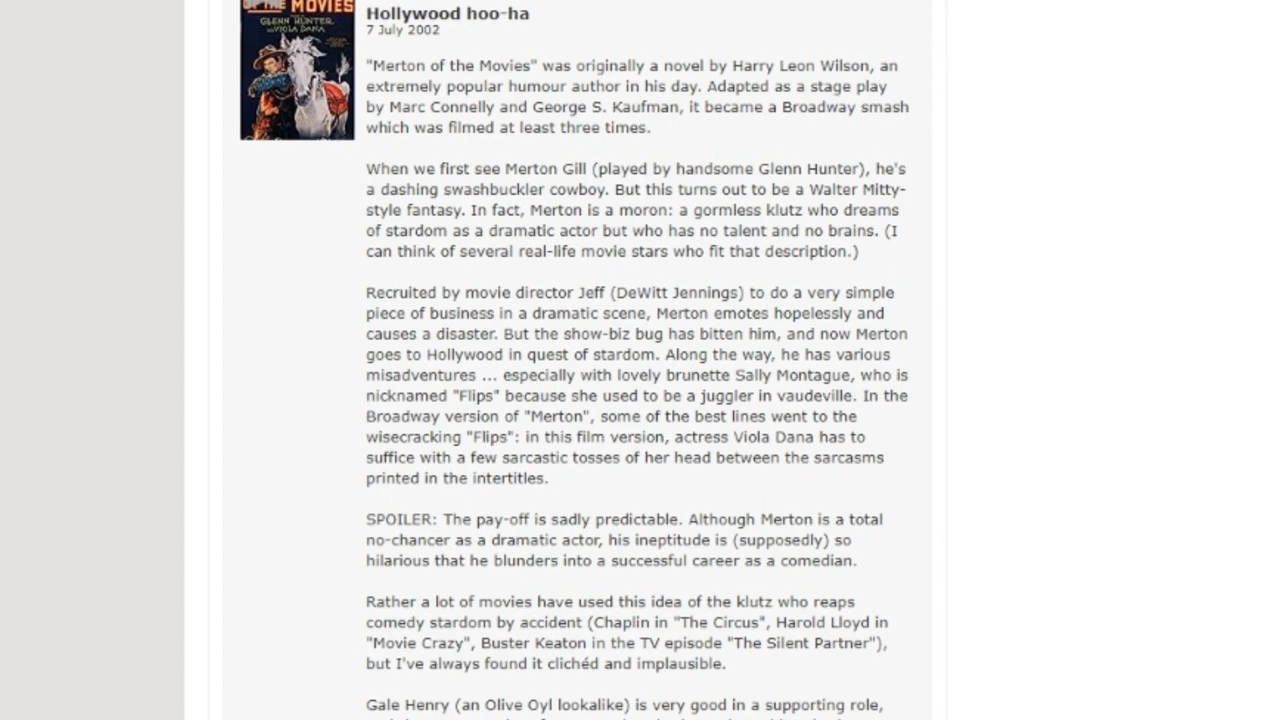 OF THE MOVIES
GLENN HUNTER
VIOLA DANA
Hollywood hoo-ha
7 July 2002
"Merton of the Movies" was originally a novel by Harry Leon Wilson, an
extremely popular humour author in his day. Adapted as a stage play
by Marc Connelly and George S. Kaufman, it became a Broadway smash
which was filmed at least three times.
When we first see Merton Gill (played by handsome Glenn Hunter), he's
a dashing swashbuckler cowboy. But this turns out to be a Walter Mitty-
style fantasy. In fact, Merton is a moron: a gormless klutz who dreams
of stardom as a dramatic actor but who has no talent and no brains. (I
can think of several real-life movie stars who fit that description.)
Recruited by movie director Jeff (DeWitt Jennings) to do a very simple
piece of business in a dramatic scene, Merton emotes hopelessly and
causes a disaster. But the show-biz bug has bitten him, and now Merton
goes to Hollywood in quest of stardom. Along the way, he has various
misadventures ... especially with lovely brunette Sally Montague, who is
nicknamed "Flips" because she used to be a juggler in vaudeville. In the
Broadway version of "Merton", some of the best lines went to the
wisecracking "Flips": in this film version, actress Viola Dana has to
suffice with a few sarcastic tosses of her head between the sarcasms
printed in the intertitles.
SPOILER: The pay-off is sadly predictable. Although Merton is a total
no-chancer as a dramatic actor, his ineptitude is (supposedly) so
hilarious that he blunders into a successful career as a comedian.
Rather a lot of movies have used this idea of the klutz who reaps
comedy stardom by accident (Chaplin in "The Circus", Harold Lloyd in
"Movie Crazy", Buster Keaton in the TV episode "The Silent Partner"),
but I've always found it clichéd and implausible.
Gale Henry (an Olive Oyl lookalike) is very good in a supporting role,